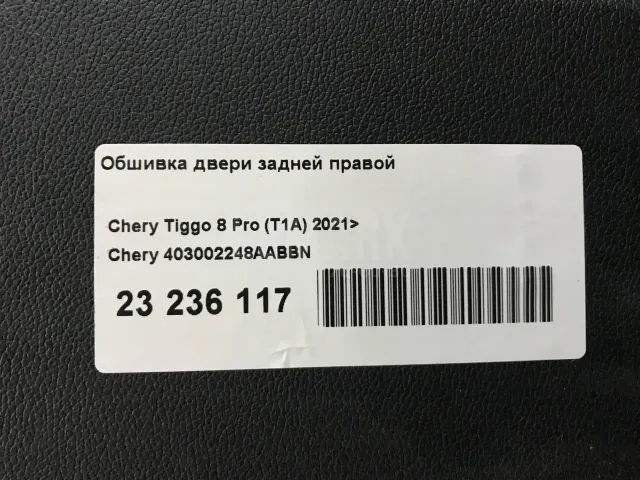 Обшивка двери задней правой
Chery Tiggo 8 Pro (T1A) 2021>
Chery 403002248AABBN
23 236 117